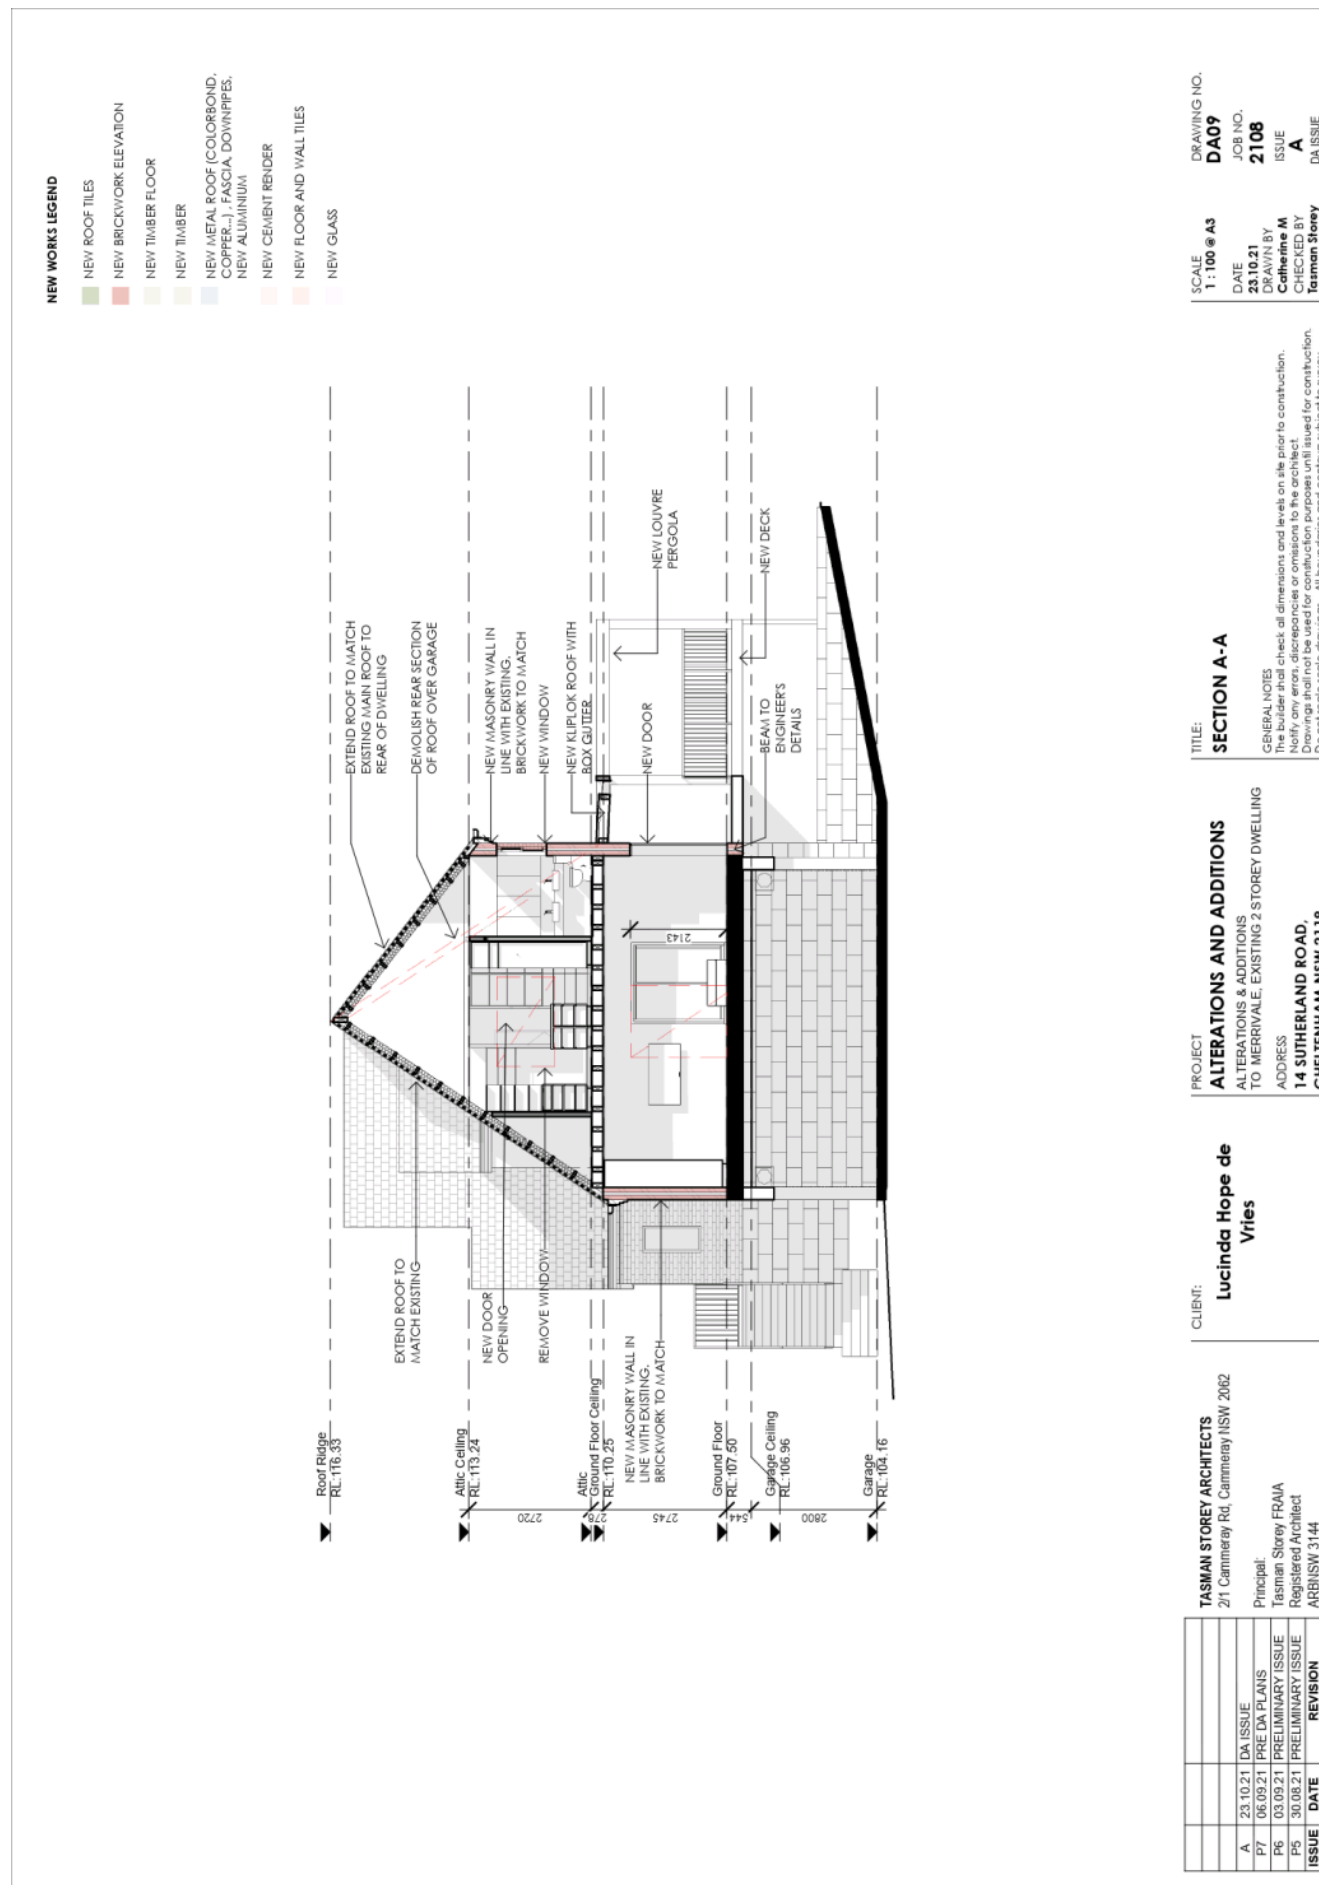 NEW WORKS LEGEND
NEW ROOF TILES
NEW BRICKWORK ELEVATION
NEW TIMBER FLOOR
NEW TIMBER
NEW METAL ROOF (COLORBOND,
COPPER...) , FASCIA, DOWNPIPES,
NEW ALUMINIUM
NEW CEMENT RENDER
NEW FLOOR AND WALL TILES
NEW GLASS
Roof Ridge
RL:116.33
Attic Ceiling
RL:113.24
Attic
Ground Floor Ceiling
RL:110.25
Ground Floor
RL:107.50
Garage Ceiling
RL:106.96
Garage
RL:104.16
2720
278
2745
544
2800
EXTEND ROOF TO
MATCH EXISTING
NEW DOOR
OPENING
REMOVE WINDOW
NEW MASONRY WALL IN
LINE WITH EXISTING.
BRICKWORK TO MATCH
2143
EXTEND ROOF TO MATCH
EXISTING MAIN ROOF TO
REAR OF DWELLING
DEMOLISH REAR SECTION
OF ROOF OVER GARAGE
NEW MASONRY WALL IN
LINE WITH EXISTING.
BRICKWORK TO MATCH
NEW WINDOW
NEW KLIPLOK ROOF WITH
BOX GUTTER
NEW DOOR
BEAM TO
ENGINEER'S
DETAILS
NEW LOUVRE
PERGOLA
NEW DECK
A 23.10.21 DA ISSUE
P7 06.09.21 PRE DA PLANS
P6 03.09.21 PRELIMINARY ISSUE
P5 30.08.21 PRELIMINARY ISSUE
ISSUE DATE REVISION
TASMAN STOREY ARCHITECTS
2/1 Cammeray Rd, Cammeray NSW 2062
Principal:
Tasman Storey FRAIA
Registered Architect
ARBNSW 3144
CLIENT:
Lucinda Hope de
Vries
PROJECT
ALTERATIONS AND ADDITIONS
ALTERATIONS & ADDITIONS
TO MERRIVALE, EXISTING 2 STOREY DWELLING
ADDRESS
14 SUTHERLAND ROAD,
CHELTENHAM NSW 2119
TITLE:
SECTION A-A
GENERAL NOTES
The builder shall check all dimensions and levels on site prior to construction.
Notify any errors, discrepancies or omissions to the architect.
Drawings shall not be used for construction purposes until issued for construction.
SCALE
1 : 100 @ A3
DATE
23.10.21
DRAWN BY
Catherine M
CHECKED BY
Tasman Storey
DRAWING NO.
DA09
JOB NO.
2108
ISSUE
A
DA ISSUE